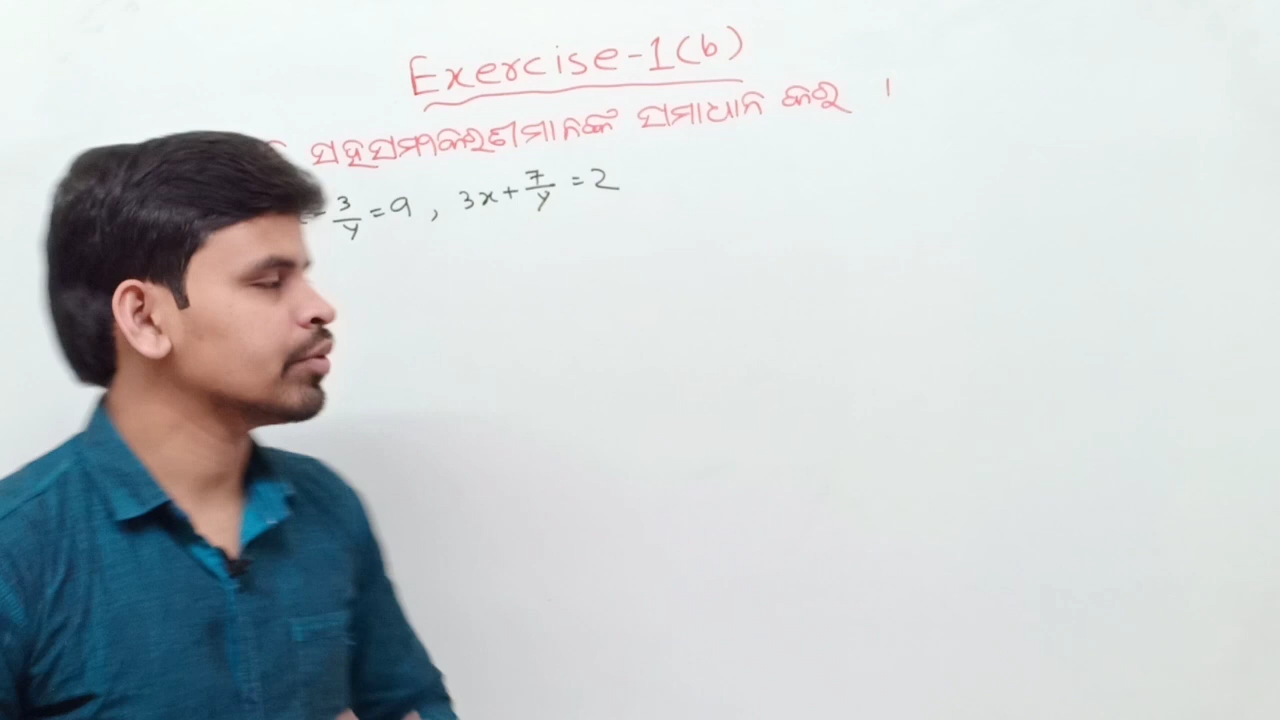 Exercise-1(b)
ସହସମୀକରଣମାନଙ୍କ ସମାଧାନ କର ।
- 3/y = 9 , 3x + 7/y = 2